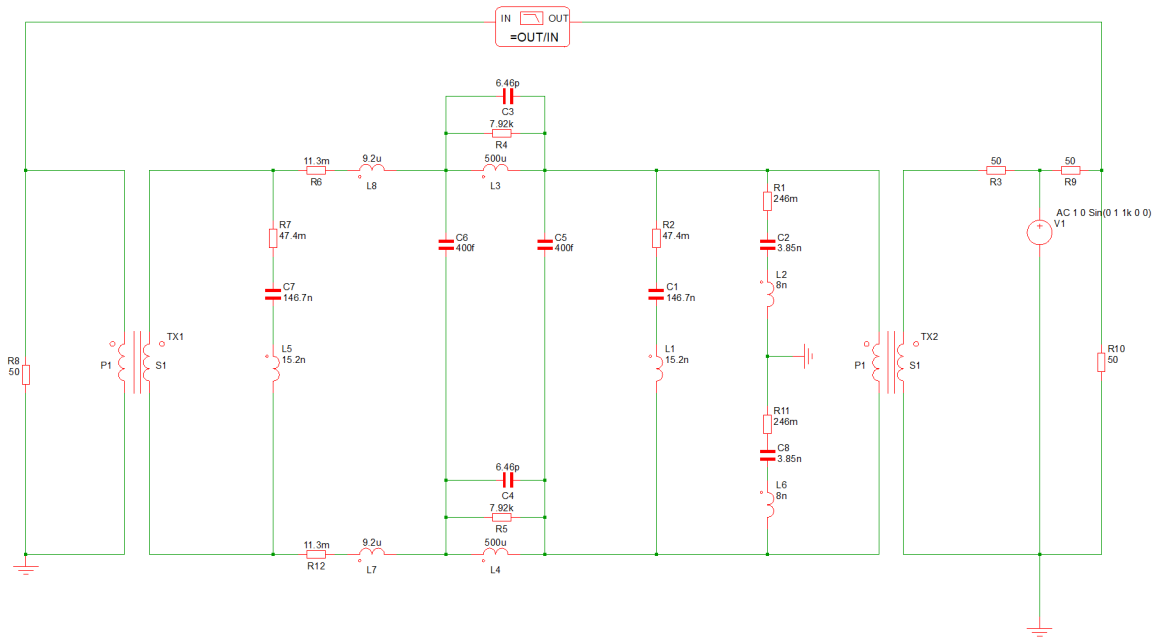 IN OUT
=OUT/IN
6.46p
C3
7.92k
R4
11.3m
R6
9.2u
L8
500u
L3
50
R3
50
R9
AC 1 0 Sin(0 1 1k 0 0)
V1
R7
47.4m
C6
400f
C5
400f
R2
47.4m
R1
246m
C2
3.85n
C7
146.7n
C1
146.7n
L2
8n
R8
50
P1
TX1
S1
L5
15.2n
L1
15.2n
P1
TX2
S1
R10
50
R11
246m
C8
3.85n
L6
8n
6.46p
C4
7.92k
R5
11.3m
R12
9.2u
L7
500u
L4